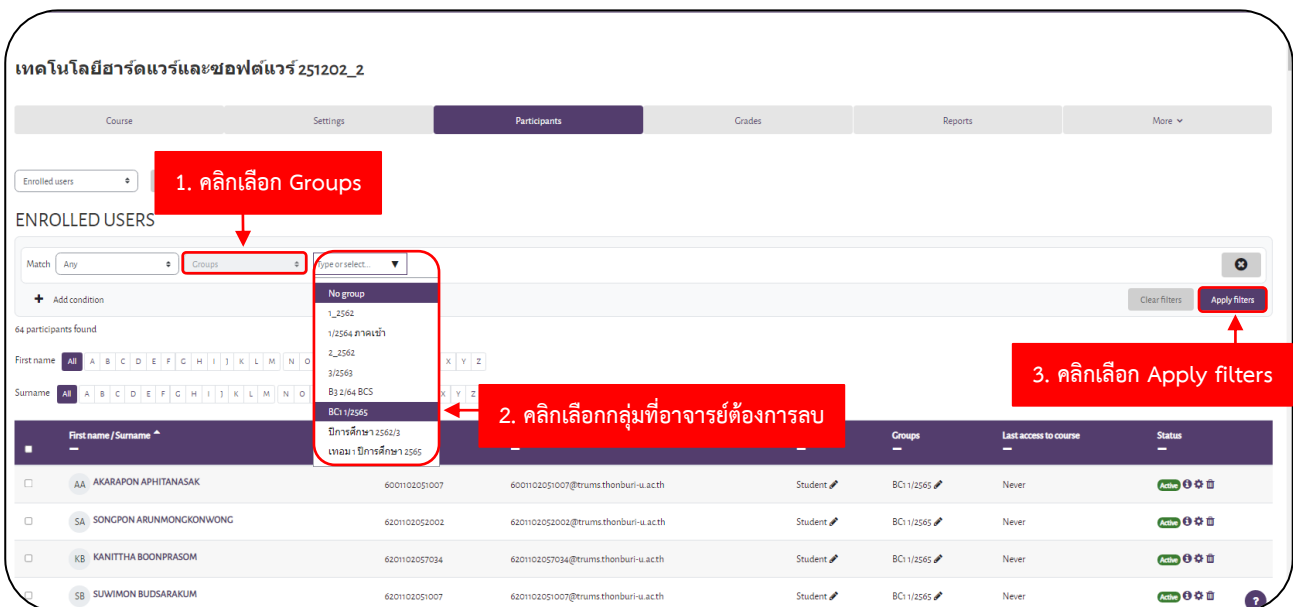 เทคโนโลยีฮาร์ดแวร์และซอฟต์แวร์ 251202_2
Course Settings Participants Grades Reports More
Enrolled users
1. คลิกเลือก Groups
ENROLLED USERS
Match Any Groups Type or select...
Add condition
Clear filters Apply filters
No group
1_2562
1/2564 ภาคเช้า
2_2562
3/2563
B3 2/64 BCS
BC1 1/2565
ปีการศึกษา 2562/3
เทอม 1 ปีการศึกษา 2565
64 participants found
First name All A B C D E F G H I J K L M N O X Y Z
Surname All A B C D E F G H I J K L M N O X Y Z
2. คลิกเลือกกลุ่มที่อาจารย์ต้องการลบ
3. คลิกเลือก Apply filters
First name / Surname Groups Last access to course Status
AA AKARAPON APHITANASAK 6001102051007 6001102051007@trums.thonburi-u.ac.th Student BC1 1/2565 Never Active
SA SONGPON ARUNMONGKONWONG 6201102052002 6201102052002@trums.thonburi-u.ac.th Student BC1 1/2565 Never Active
KB KANITTHA BOONPRASOM 6201102057034 6201102057034@trums.thonburi-u.ac.th Student BC1 1/2565 Never Active
SB SUWIMON BUDSARAKUM 6201102051007 6201102051007@trums.thonburi-u.ac.th Student BC1 1/2565 Never Active
?